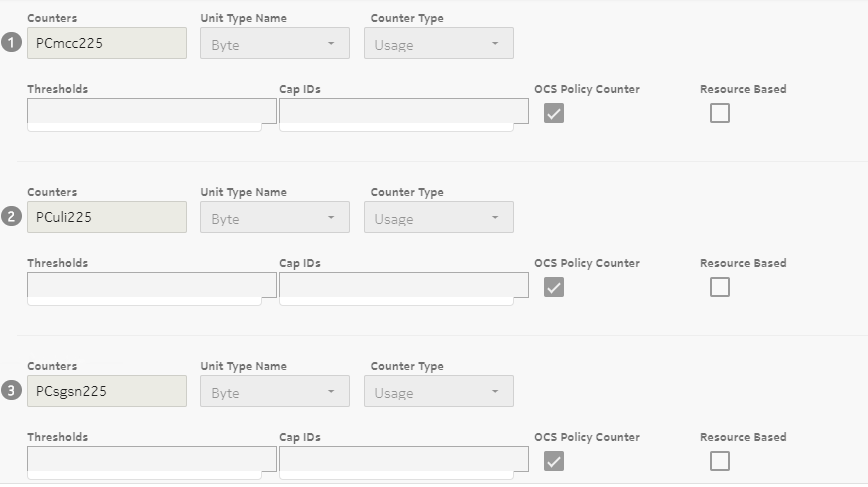 Counters Unit Type Name Counter Type
1 PCmcc225 Byte Usage
Thresholds Cap IDs OCS Policy Counter Resource Based
Counters Unit Type Name Counter Type
2 PCuli225 Byte Usage
Thresholds Cap IDs OCS Policy Counter Resource Based
Counters Unit Type Name Counter Type
3 PCsgsn225 Byte Usage
Thresholds Cap IDs OCS Policy Counter Resource Based